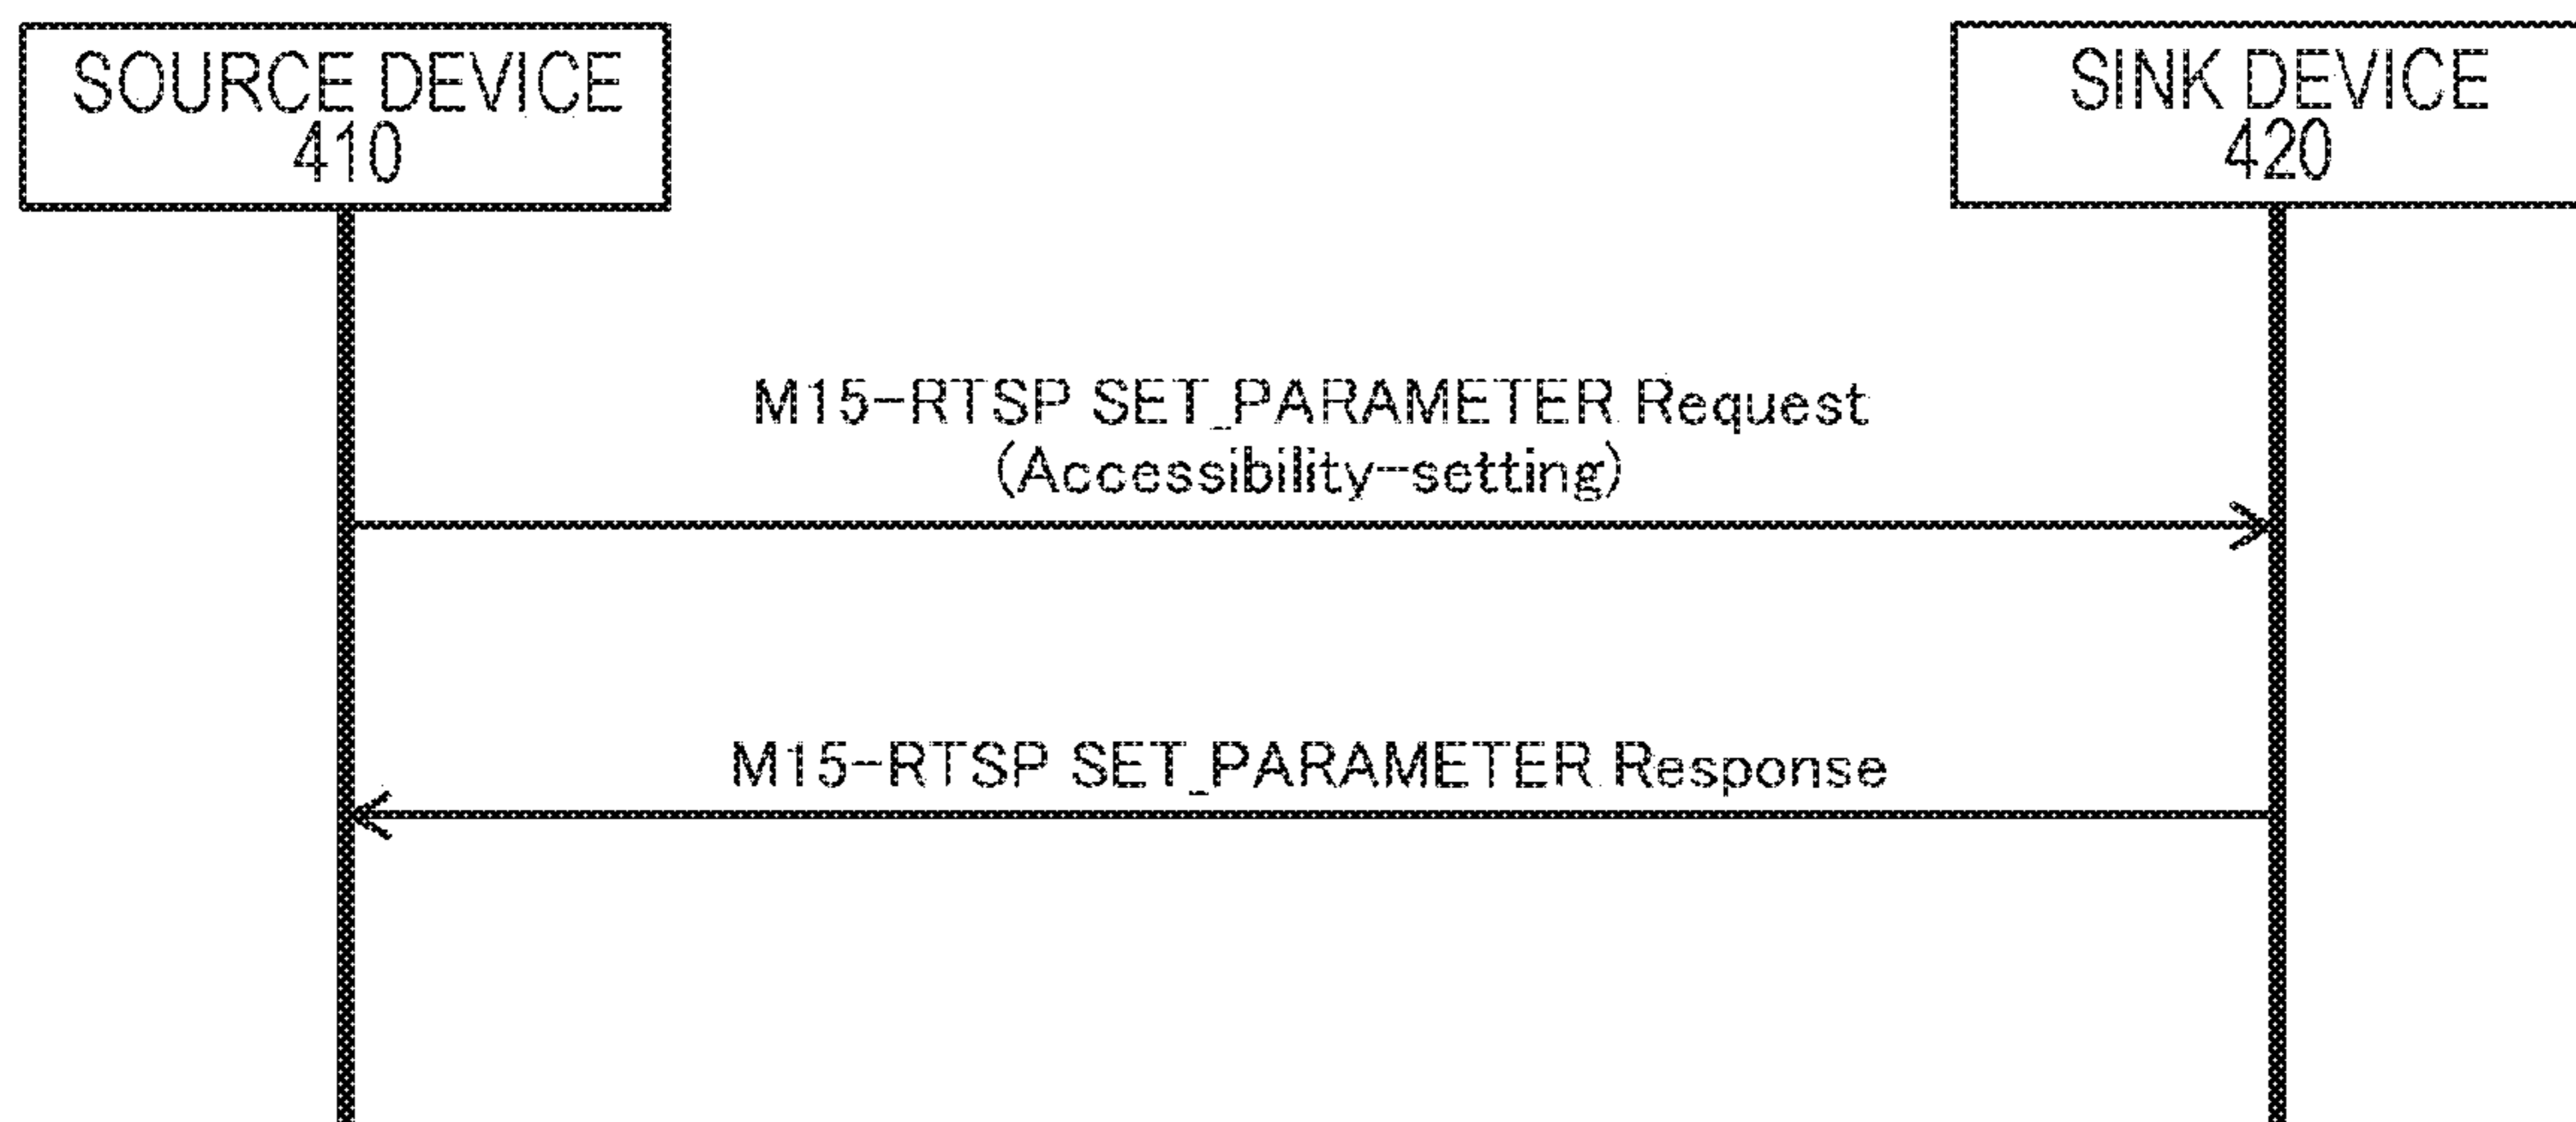 SOURCE DEVICE
410
SINK DEVICE
420
M15-RTSP SET_PARAMETER Request
(Accessibility-setting)
M15-RTSP SET_PARAMETER Response